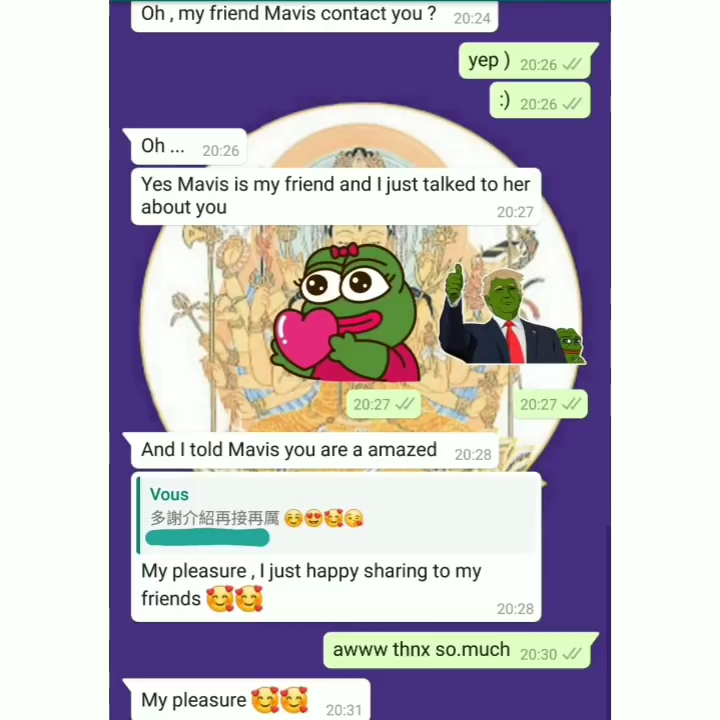 Oh , my friend Mavis contact you ? 20:24
yep ) 20:26
:) 20:26
Oh ... 20:26
Yes Mavis is my friend and I just talked to her
about you 20:27
20:27 20:27
And I told Mavis you are a amazed 20:28
Vous
多謝介紹再接再厲 😊😍🥰😘
My pleasure , I just happy sharing to my
friends 🥰🥰 20:28
awww thnx so.much 20:30
My pleasure 🥰🥰 20:31